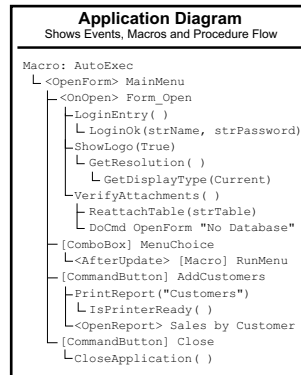 Application Diagram
Shows Events, Macros and Procedure Flow
Macro: AutoExec
<OpenForm> MainMenu
<OnOpen> Form_Open
LoginEntry( )
LoginOk(strName, strPassword)
ShowLogo(True)
GetResolution( )
GetDisplayType(Current)
VerifyAttachments( )
ReattachTable(strTable)
DoCmd OpenForm "No Database"
[ComboBox] MenuChoice
<AfterUpdate> [Macro] RunMenu
[CommandButton] AddCustomers
PrintReport("Customers")
IsPrinterReady( )
<OpenReport> Sales by Customer
[CommandButton] Close
CloseApplication( )